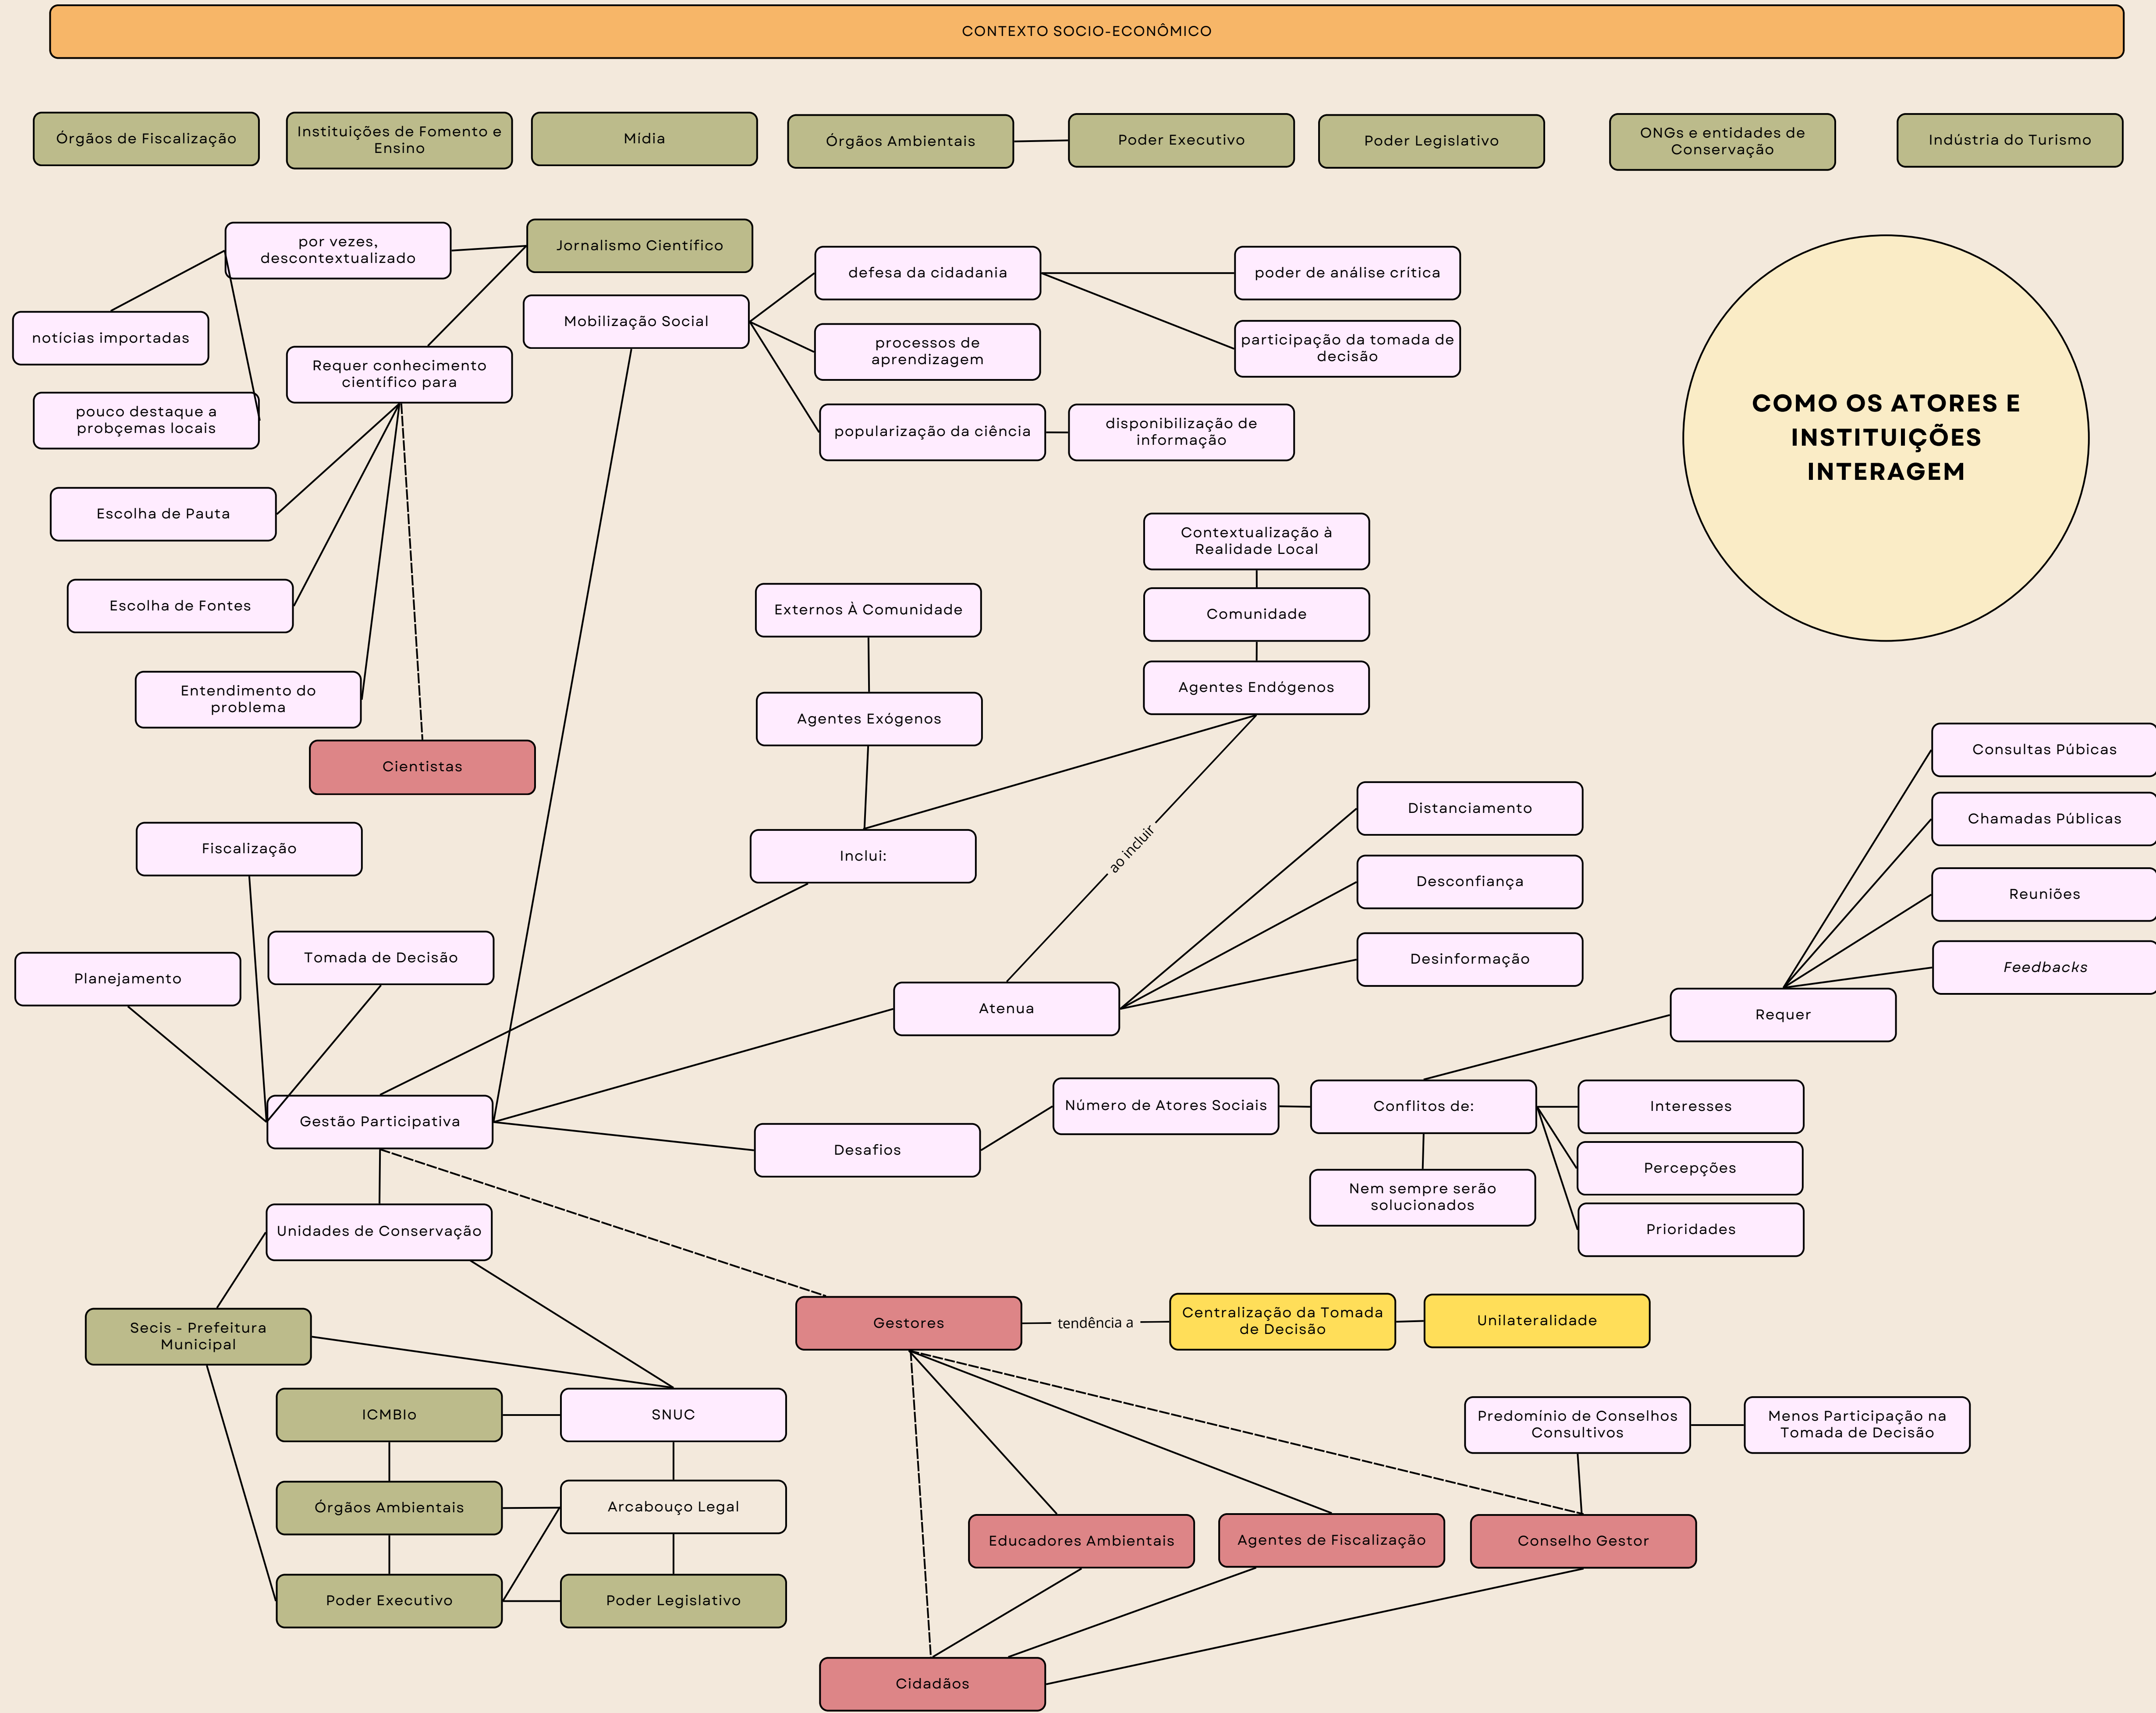 CONTEXTO SOCIO-ECONÔMICO
Órgãos de Fiscalização
Instituições de Fomento e
Ensino
Mídia
Órgãos Ambientais
Poder Executivo
Poder Legislativo
ONGs e entidades de
Conservação
Indústria do Turismo
por vezes,
descontextualizado
Jornalismo Científico
notícias importadas
Mobilização Social
defesa da cidadania
poder de análise crítica
processos de
aprendizagem
participação da tomada de
decisão
Requer conhecimento
científico para
pouco destaque a
probçemas locais
popularização da ciência
disponibilização de
informação
COMO OS ATORES E
INSTITUIÇÕES
INTERAGEM
Escolha de Pauta
Escolha de Fontes
Entendimento do
problema
Cientistas
Contextualização à
Realidade Local
Externos À Comunidade
Comunidade
Agentes Exógenos
Agentes Endógenos
Consultas Púbicas
Chamadas Públicas
Reuniões
Feedbacks
Requer
Fiscalização
Inclui:
ao incluir
Distanciamento
Desconfiança
Desinformação
Planejamento
Tomada de Decisão
Atenua
Gestão Participativa
Desafios
Número de Atores Sociais
Conflitos de:
Interesses
Percepções
Prioridades
Nem sempre serão
solucionados
Unidades de Conservação
Secis - Prefeitura
Municipal
Gestores
tendência a
Centralização da Tomada
de Decisão
Unilateralidade
ICMBIo
SNUC
Órgãos Ambientais
Arcabouço Legal
Poder Executivo
Poder Legislativo
Predomínio de Conselhos
Consultivos
Menos Participação na
Tomada de Decisão
Educadores Ambientais
Agentes de Fiscalização
Conselho Gestor
Cidadãos